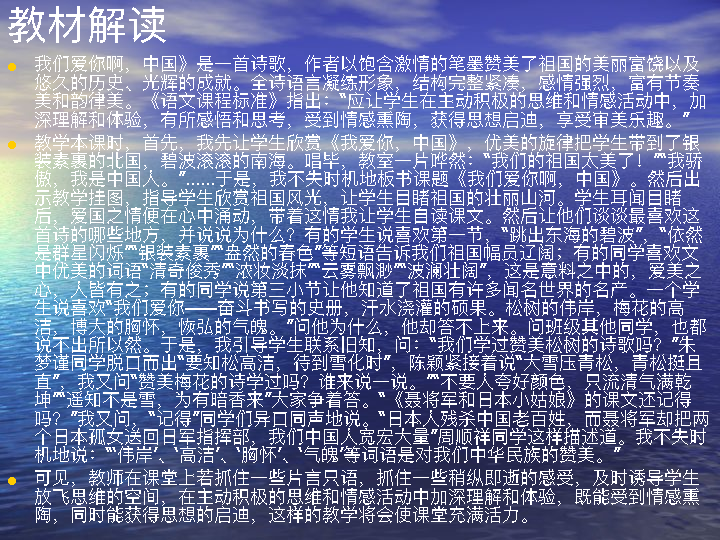 教材解读
我们爱你啊，中国》是一首诗歌，作者以饱含激情的笔墨赞美了祖国的美丽富饶以及
悠久的历史、光辉的成就。全诗语言凝练形象，结构完整紧凑，感情强烈，富有节奏
美和韵律美。《语文课程标准》指出：“应让学生在主动积极的思维和情感活动中，加
深理解和体验，有所感悟和思考，受到情感熏陶，获得思想启迪，享受审美乐趣。”
教学本课时，首先，我先让学生欣赏《我爱你，中国》，优美的旋律把学生带到了银
装素裹的北国，碧波滚滚的南海。唱毕，教室一片哗然：“我们的祖国太美了！”“我骄
傲，我是中国人。”……于是，我不失时机地板书课题《我们爱你啊，中国》。然后出
示教学挂图，指导学生欣赏祖国风光，让学生目睹祖国的壮丽山河。学生耳闻目睹
后，爱国之情便在心中涌动，带着这情我让学生自读课文。然后让他们谈谈最喜欢这
首诗的哪些地方，并说说为什么？有的学生说喜欢第一节，“跳出东海的碧波”、“依然
是群星闪烁”“银装素裹”“盎然的春色”等短语告诉我们祖国幅员辽阔；有的同学喜欢文
中优美的词语“清奇俊秀”“浓妆淡抹”“云雾飘渺”“波澜壮阔”，这是意料之中的，爱美之
心，人皆有之；有的同学说第三小节让他知道了祖国有许多闻名世界的名产。一个学
生说喜欢“我们爱你——奋斗书写的史册，汗水浇灌的硕果。松树的伟岸，梅花的高
洁，博大的胸怀，恢弘的气魄。”问他为什么，他却答不上来。问班级其他同学，也都
说不出所以然。于是，我引导学生联系旧知，问：“我们学过赞美松树的诗歌吗？”朱
梦谨同学脱口而出“要知松高洁，待到雪化时”，陈颖紧接着说“大雪压青松，青松挺且
直”。我又问“赞美梅花的诗学过吗？谁来说一说。”“不要人夸好颜色，只流清气满乾
坤”“遥知不是雪，为有暗香来”大家争着答。“《聂将军和日本小姑娘》的课文还记得
吗？”我又问，“记得”同学们异口同声地说。“日本人残杀中国老百姓，而聂将军却把两
个日本孤女送回日军指挥部，我们中国人宽宏大量”周顺祥同学这样描述道。我不失时
机地说：“‘伟岸’、‘高洁’、‘胸怀’、‘气魄’等词语是对我们中华民族的赞美。”
可见，教师在课堂上若抓住一些片言只语，抓住一些稍纵即逝的感受，及时诱导学生
放飞思维的空间，在主动积极的思维和情感活动中加深理解和体验，既能受到情感熏
陶，同时能获得思想的启迪，这样的教学将会使课堂充满活力。